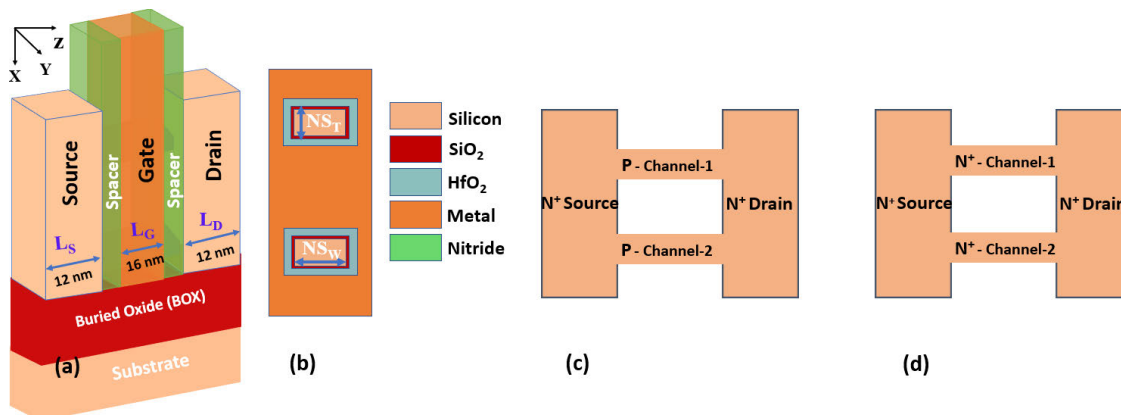 Z
X
Y
Source
Spacer
Gate
Spacer
Drain
L_S
L_G
L_D
12 nm
16 nm
12 nm
Buried Oxide (BOX)
Substrate
(a)
NS_T
NS_W
(b)
Silicon
SiO₂
HfO₂
Metal
Nitride
P - Channel-1
N⁺ Source
N⁺ Drain
P - Channel-2
(c)
N⁺ - Channel-1
N⁺ Source
N⁺ Drain
N⁺ - Channel-2
(d)